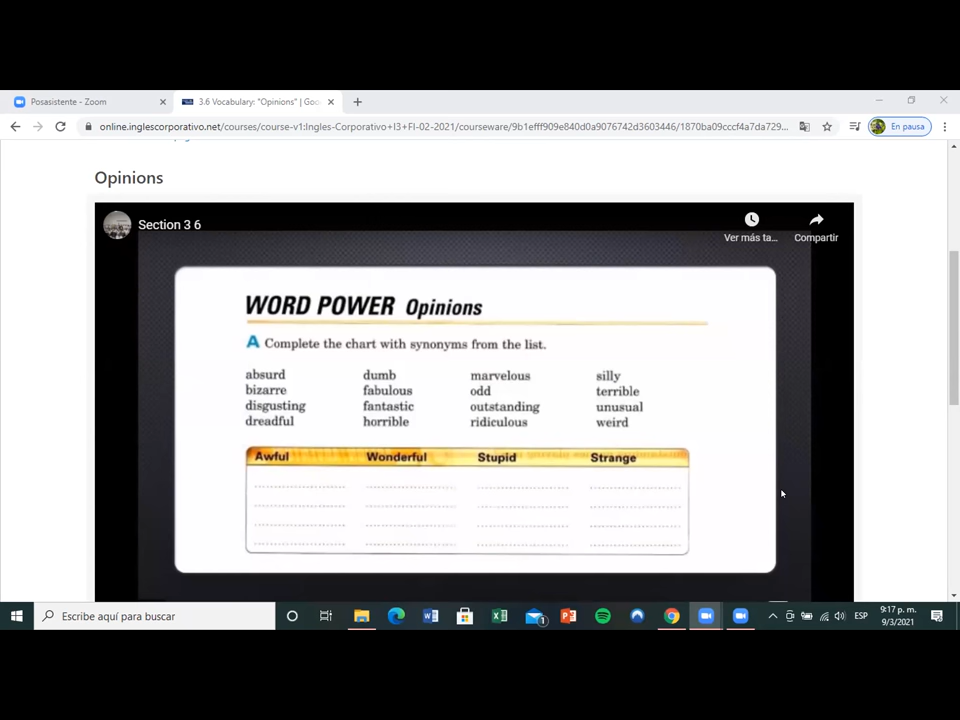 Posasistente - Zoom
3.6 Vocabulary: "Opinions" | Goo
online.inglescorporativo.net/courses/course-v1:Ingles-Corporativo+I3+FI-02-2021/courseware/9b1efff909e840d0a9076742d3603446/1870ba09cccf4a7da729...
En pausa
Opinions
Section 3 6
Ver más ta...
Compartir
WORD POWER Opinions
A Complete the chart with synonyms from the list.
absurd dumb marvelous silly
bizarre fabulous odd terrible
disgusting fantastic outstanding unusual
dreadful horrible ridiculous weird
Awful Wonderful Stupid Strange
Escribe aquí para buscar
1
ESP
9:17 p. m.
9/3/2021